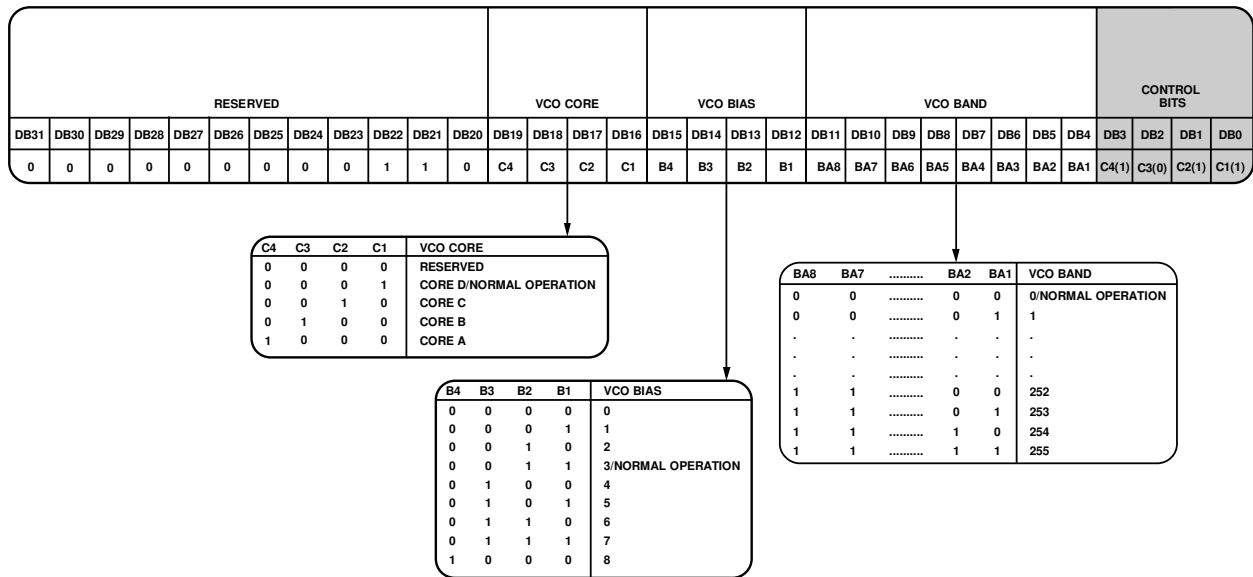 RESERVED VCO CORE VCO BIAS VCO BAND CONTROL BITS
DB31 DB30 DB29 DB28 DB27 DB26 DB25 DB24 DB23 DB22 DB21 DB20 DB19 DB18 DB17 DB16 DB15 DB14 DB13 DB12 DB11 DB10 DB9 DB8 DB7 DB6 DB5 DB4 DB3 DB2 DB1 DB0
0 0 0 0 0 0 0 0 0 1 1 0 C4 C3 C2 C1 B4 B3 B2 B1 BA8 BA7 BA6 BA5 BA4 BA3 BA2 BA1 C4(1) C3(0) C2(1) C1(1)
C4 C3 C2 C1 VCO CORE
0 0 0 0 RESERVED
0 0 0 1 CORE D/NORMAL OPERATION
0 0 1 0 CORE C
0 1 0 0 CORE B
1 0 0 0 CORE A
B4 B3 B2 B1 VCO BIAS
0 0 0 0 0
0 0 0 1 1
0 0 1 0 2
0 0 1 1 3/NORMAL OPERATION
0 1 0 0 4
0 1 0 1 5
0 1 1 0 6
0 1 1 1 7
1 0 0 0 8
BA8 BA7 .......... BA2 BA1 VCO BAND
0 0 .......... 0 0 0/NORMAL OPERATION
0 0 .......... 0 1 1
. . .......... . . .
. . .......... . . .
. . .......... . . .
1 1 .......... 0 0 252
1 1 .......... 0 1 253
1 1 .......... 1 0 254
1 1 .......... 1 1 255